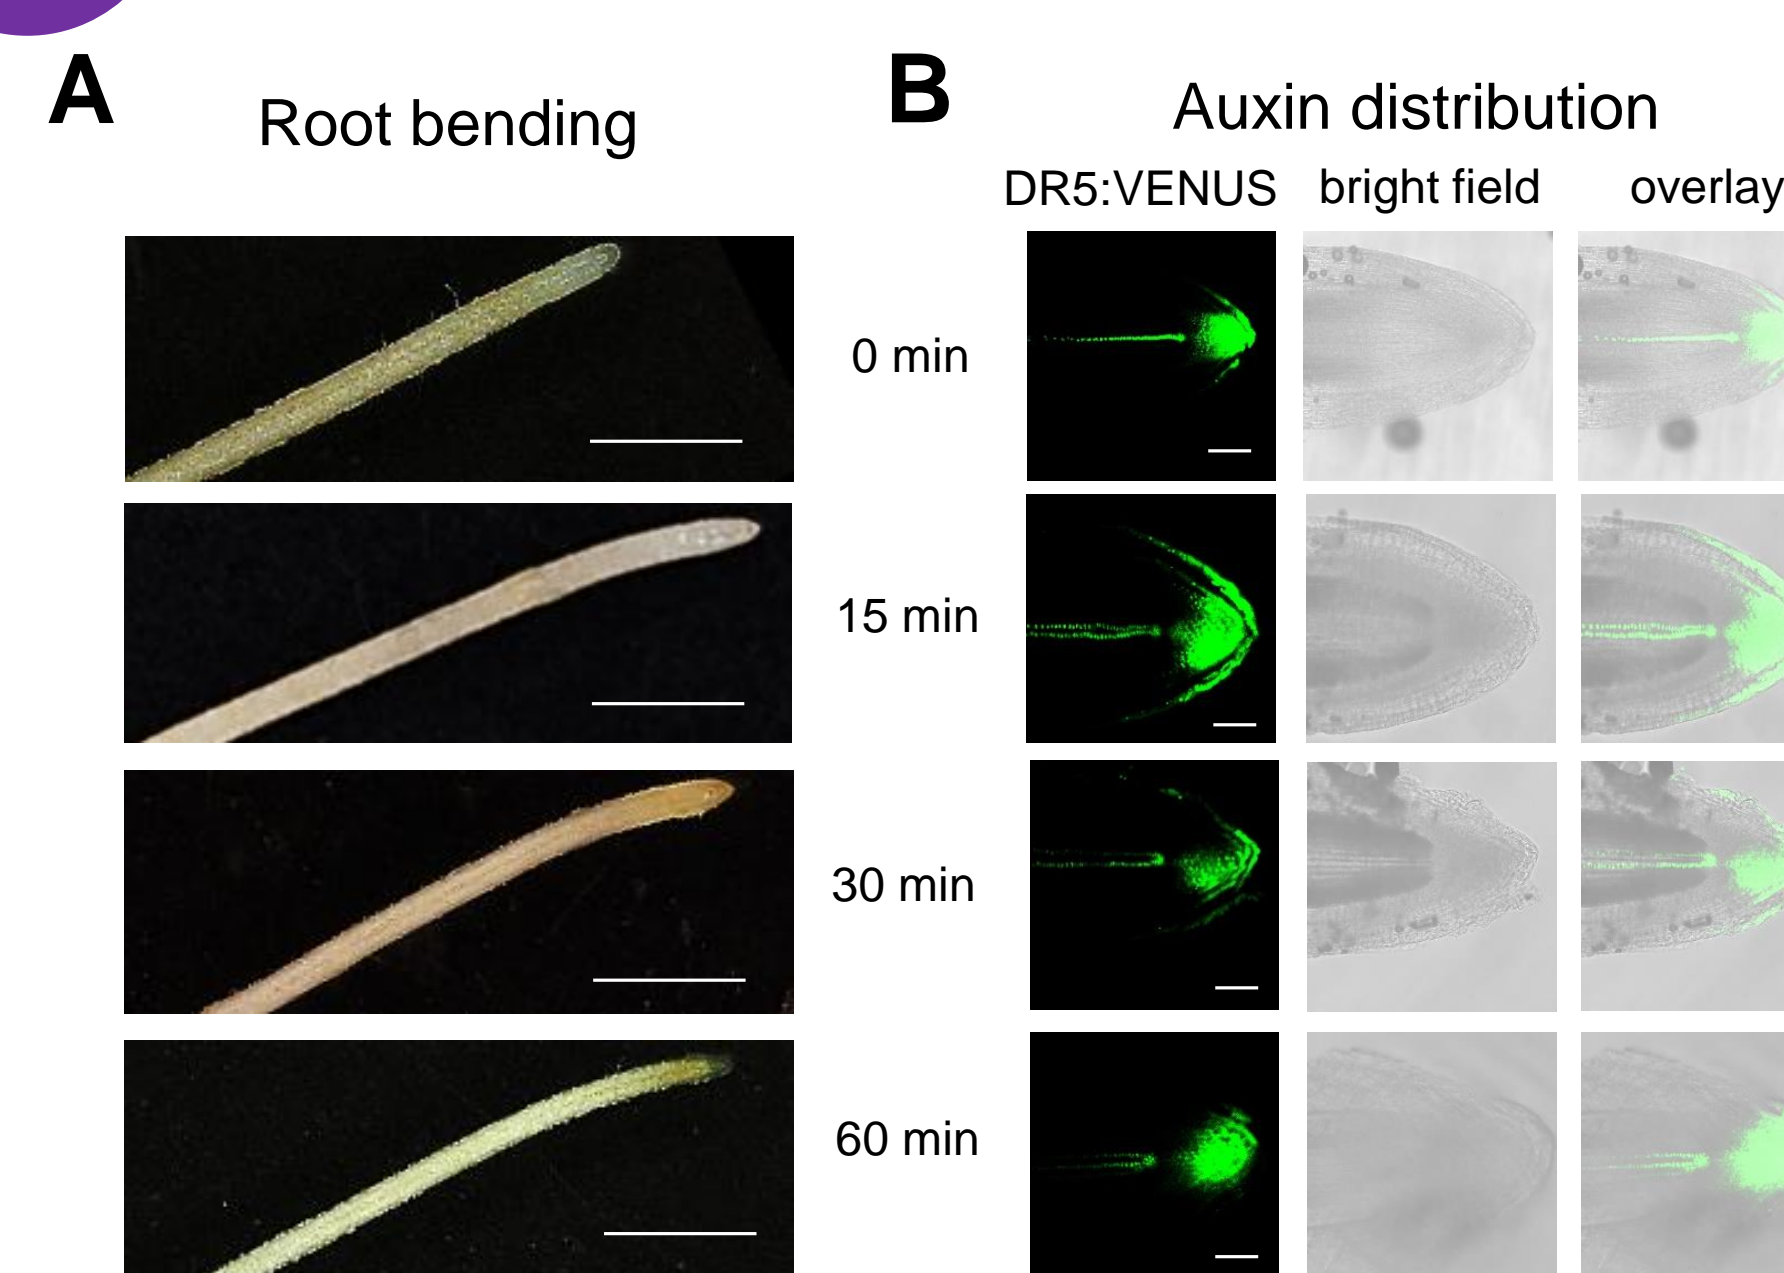 A
Root bending
B
Auxin distribution
DR5:VENUS
bright field
overlay
0 min
15 min
30 min
60 min